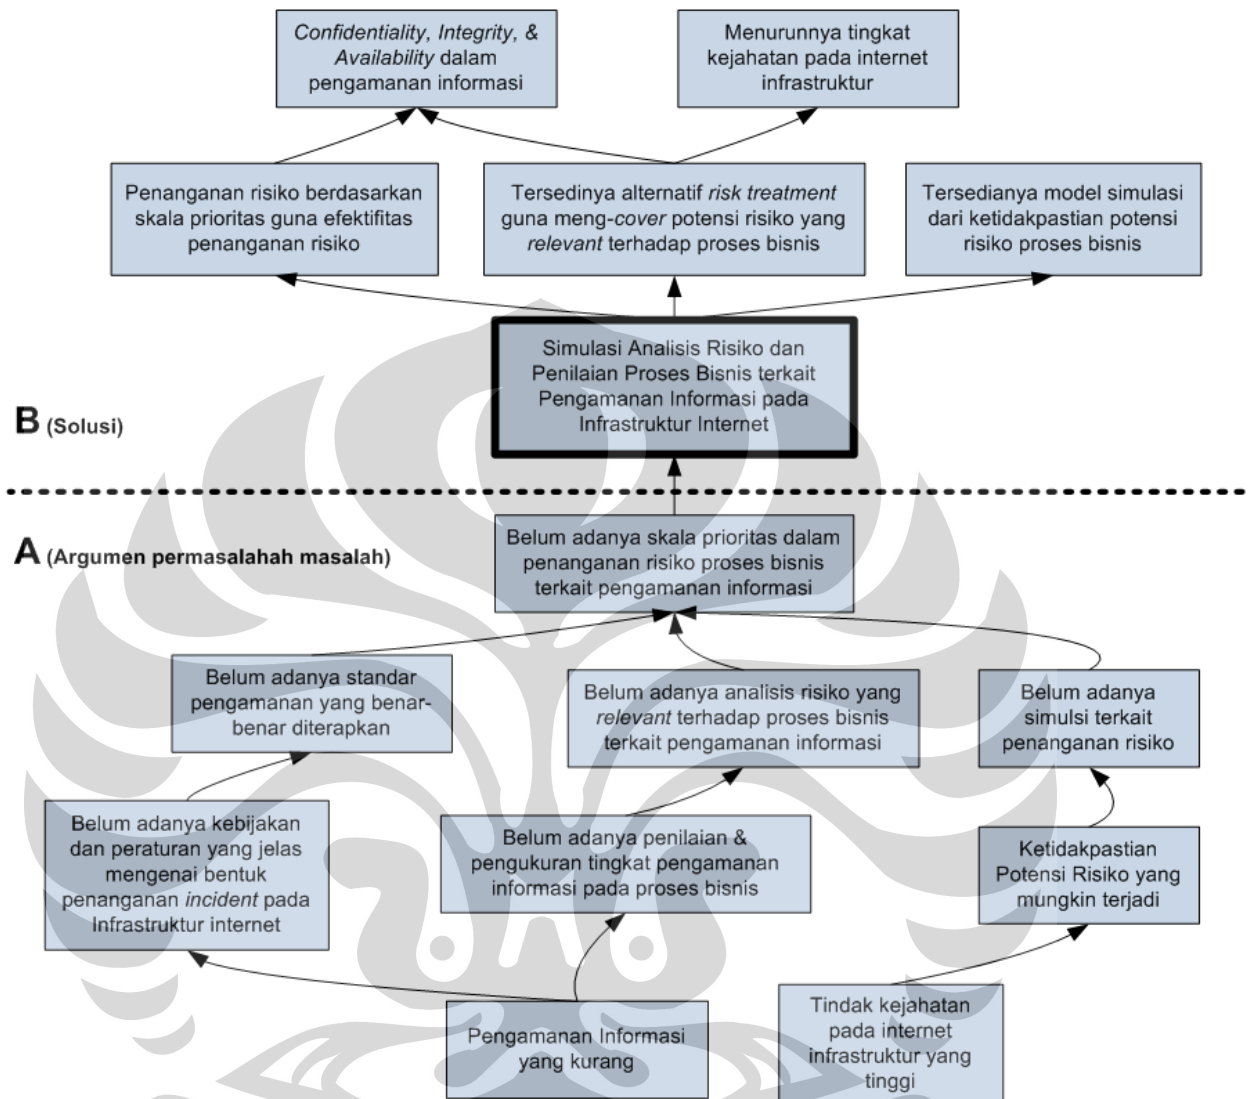 Confidentiality, Integrity, &
Availability dalam
pengamanan informasi
Menurunnya tingkat
kejahatan pada internet
infrastruktur
Penanganan risiko berdasarkan
skala prioritas guna efektifitas
penanganan risiko
Tersedinya alternatif risk treatment
guna meng-cover potensi risiko yang
relevant terhadap proses bisnis
Tersedianya model simulasi
dari ketidakpastian potensi
risiko proses bisnis
Simulasi Analisis Risiko dan
Penilaian Proses Bisnis terkait
Pengamanan Informasi pada
Infrastruktur Internet
B (Solusi)
A (Argumen permasalahah masalah)
Belum adanya skala prioritas dalam
penanganan risiko proses bisnis
terkait pengamanan informasi
Belum adanya standar
pengamanan yang benar-
benar diterapkan
Belum adanya analisis risiko yang
relevant terhadap proses bisnis
terkait pengamanan informasi
Belum adanya
simulsi terkait
penanganan risiko
Belum adanya kebijakan
dan peraturan yang jelas
mengenai bentuk
penanganan incident pada
Infrastruktur internet
Belum adanya penilaian &
pengukuran tingkat pengamanan
informasi pada proses bisnis
Ketidakpastian
Potensi Risiko yang
mungkin terjadi
Pengamanan Informasi
yang kurang
Tindak kejahatan
pada internet
infrastruktur yang
tinggi